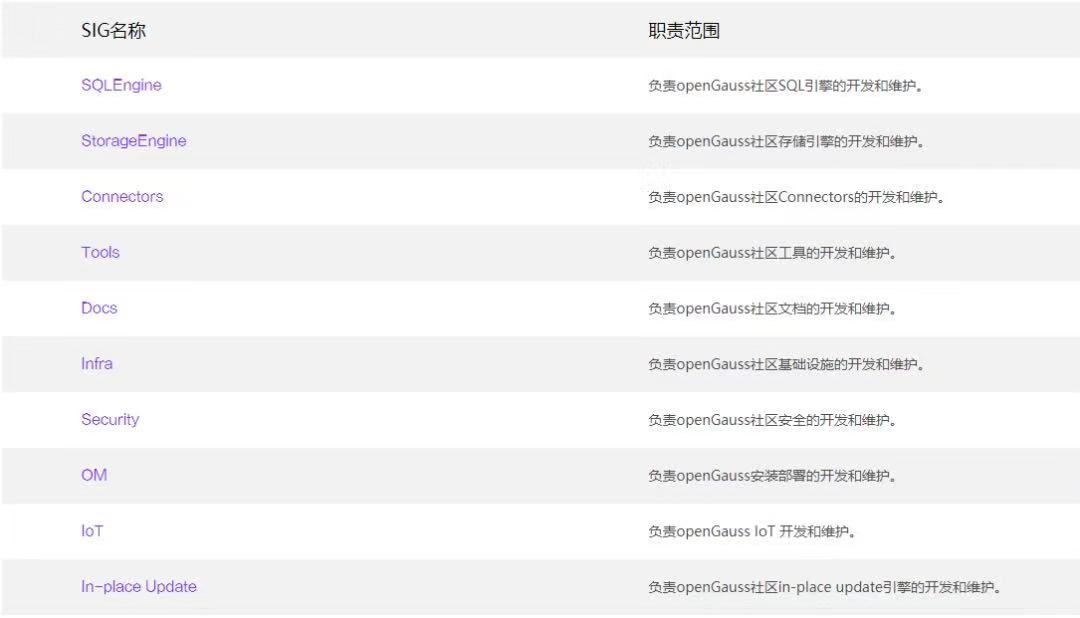 SIG名称 职责范围
SQLEngine 负责openGauss社区SQL引擎的开发和维护。
StorageEngine 负责openGauss社区存储引擎的开发和维护。
Connectors 负责openGauss社区Connectors的开发和维护。
Tools 负责openGauss社区工具的开发和维护。
Docs 负责openGauss社区文档的开发和维护。
Infra 负责openGauss社区基础设施的开发和维护。
Security 负责openGauss社区安全的开发和维护。
OM 负责openGauss安装部署的开发和维护。
IoT 负责openGauss IoT 开发和维护。
In-place Update 负责openGauss社区in-place update引擎的开发和维护。